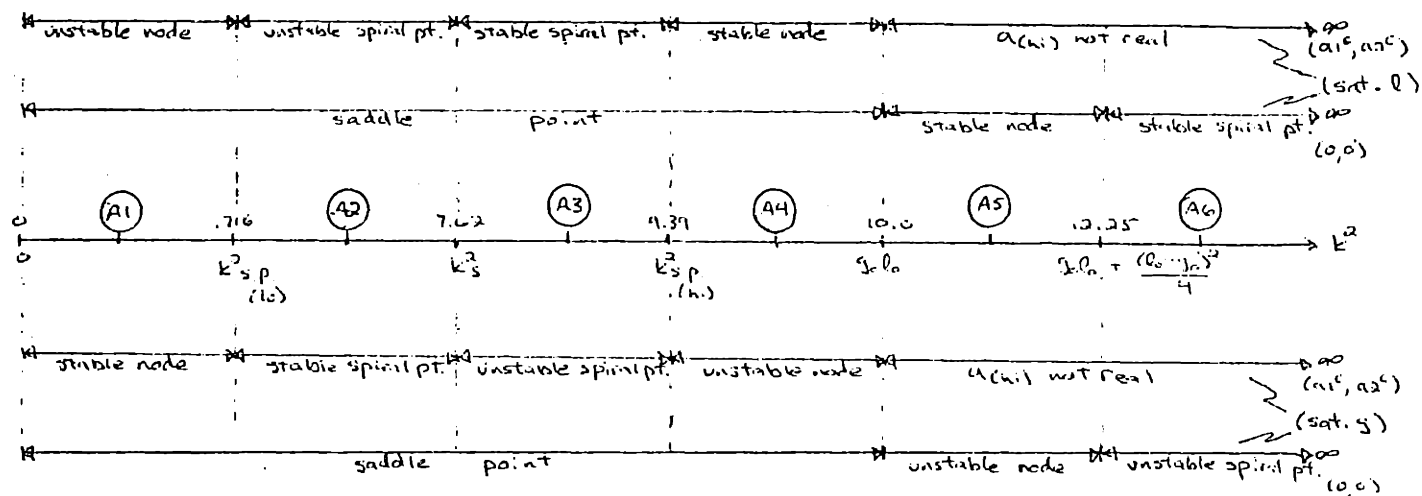 unstable node unstable spiral pt. stable spiral pt. stable node a(hi) not real ∞
(a1ᶜ, a2ᶜ)
(sat. l)
saddle point stable node stable spiral pt. ∞
(0,0)
A1 A2 A3 A4 A5 A6
0 .716 7.62 9.39 10.0 12.25
k²
0 k²sp k²s k²sp
(lo) (hi) 4
stable node stable spiral pt. unstable spiral pt. unstable node a(hi) not real ∞
(a1ᶜ, a2ᶜ)
(sat. g)
saddle point unstable node unstable spiral pt. ∞
(0,0)